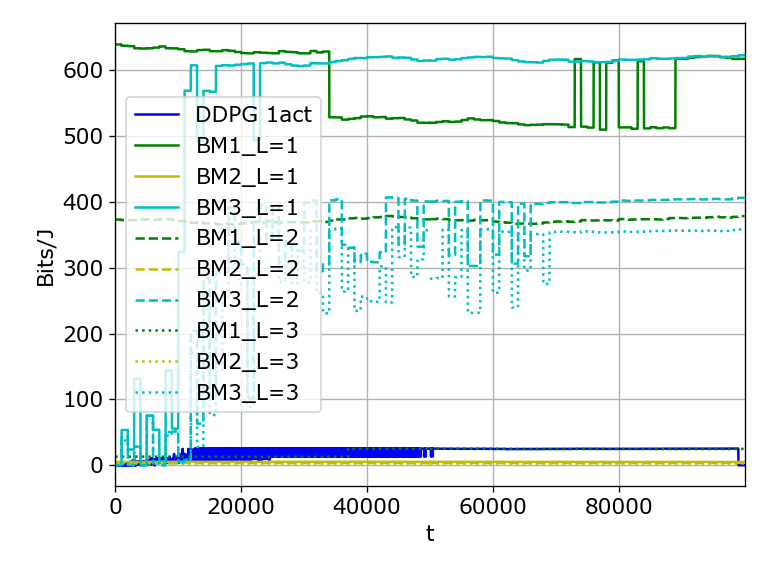 600
500
400
300
200
100
0
Bits/J
DDPG 1act
BM1_L=1
BM2_L=1
BM3_L=1
BM1_L=2
BM2_L=2
BM3_L=2
BM1_L=3
BM2_L=3
BM3_L=3
0 20000 40000 60000 80000
t